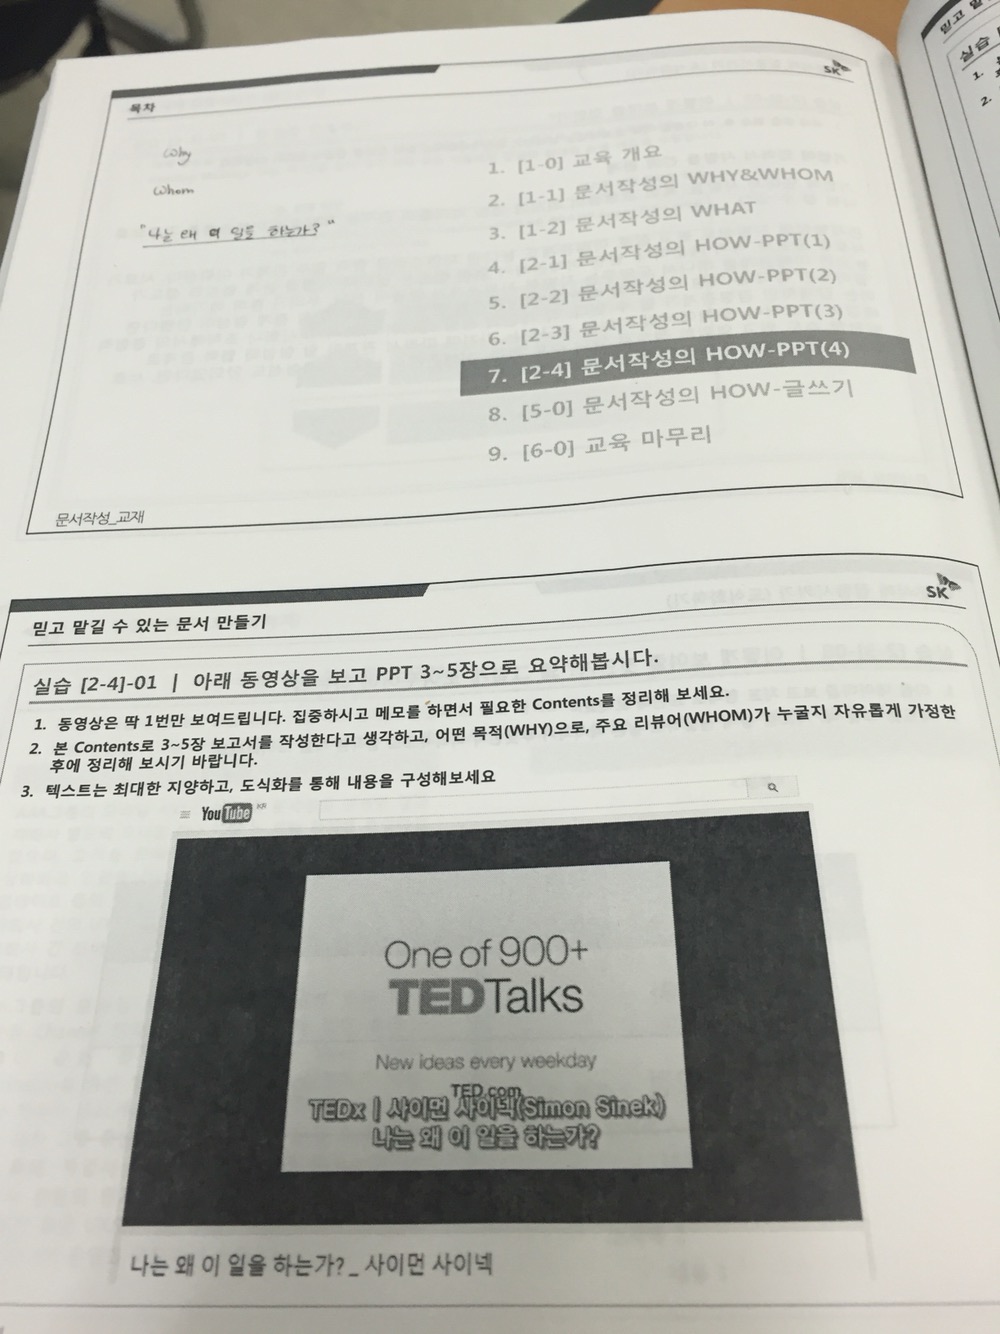 목차
SK
Why
Whom
"나는 왜 이 일을 하는가?"
1. [1-0] 교육 개요
2. [1-1] 문서작성의 WHY&WHOM
3. [1-2] 문서작성의 WHAT
4. [2-1] 문서작성의 HOW-PPT(1)
5. [2-2] 문서작성의 HOW-PPT(2)
6. [2-3] 문서작성의 HOW-PPT(3)
7. [2-4] 문서작성의 HOW-PPT(4)
8. [5-0] 문서작성의 HOW-글쓰기
9. [6-0] 교육 마무리
문서작성_교재
SK
믿고 맡길 수 있는 문서 만들기
실습 [2-4]-01 | 아래 동영상을 보고 PPT 3~5장으로 요약해봅시다.
1. 동영상은 딱 1번만 보여드립니다. 집중하시고 메모를 하면서 필요한 Contents를 정리해 보세요.
2. 본 Contents로 3~5장 보고서를 작성한다고 생각하고, 어떤 목적(WHY)으로, 주요 리뷰어(WHOM)가 누굴지 자유롭게 가정한
후에 정리해 보시기 바랍니다.
3. 텍스트는 최대한 지양하고, 도식화를 통해 내용을 구성해보세요
YouTube KR
One of 900+
TEDTalks
New ideas every weekday
TED.com
TEDx | 사이먼 사이넥(Simon Sinek)
나는 왜 이 일을 하는가?
나는 왜 이 일을 하는가? _ 사이먼 사이넥
실습
1.
2.